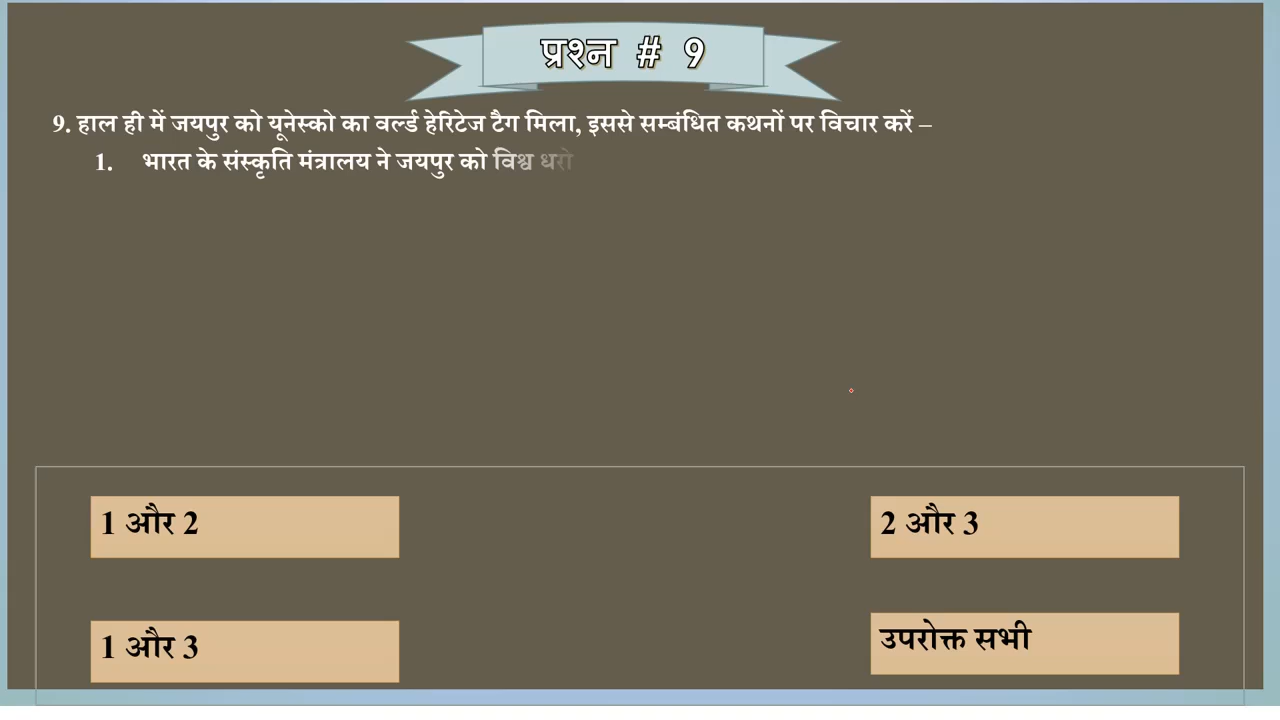 प्रश्न # 9
9. हाल ही में जयपुर को यूनेस्को का वर्ल्ड हेरिटेज टैग मिला, इससे सम्बंधित कथनों पर विचार करें –
1. भारत के संस्कृति मंत्रालय ने जयपुर को विश्व धरो
1 और 2
2 और 3
1 और 3
उपरोक्त सभी